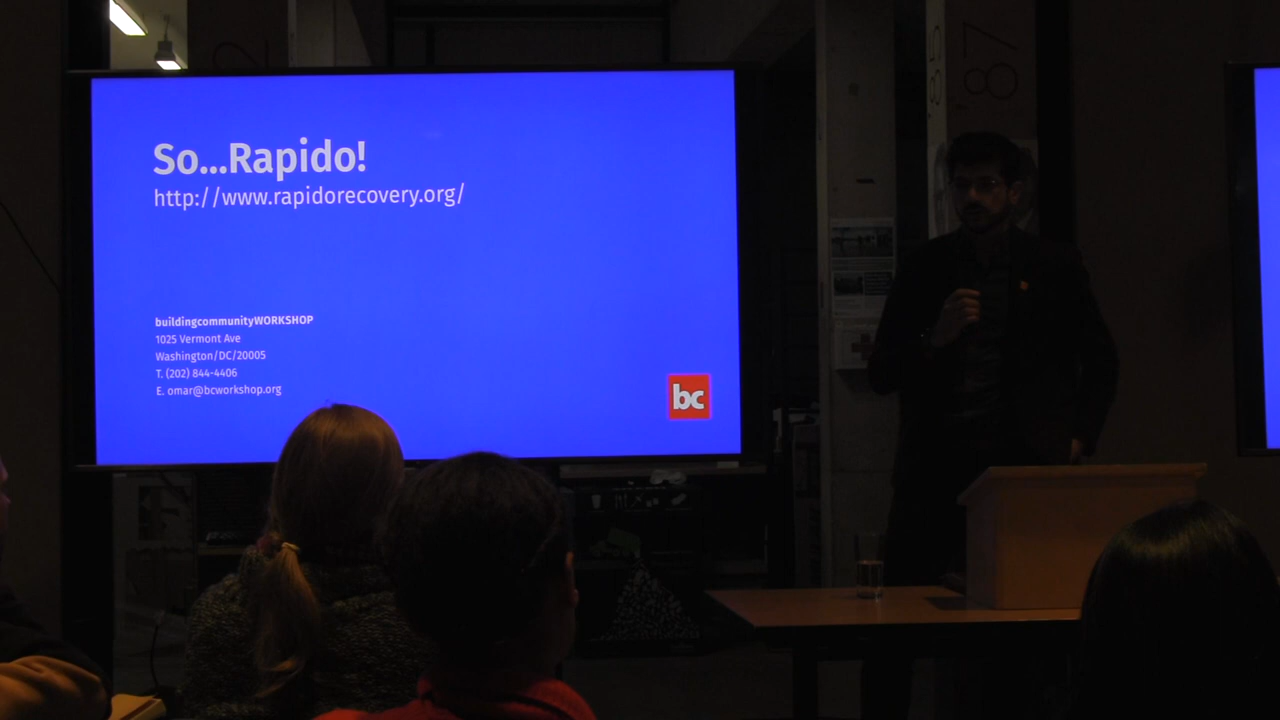 So...Rapido!
http://www.rapidorecovery.org/
buildingcommunityWORKSHOP
1025 Vermont Ave
Washington/DC/20005
T. (202) 844-4406
E. omar@bcworkshop.org
bc